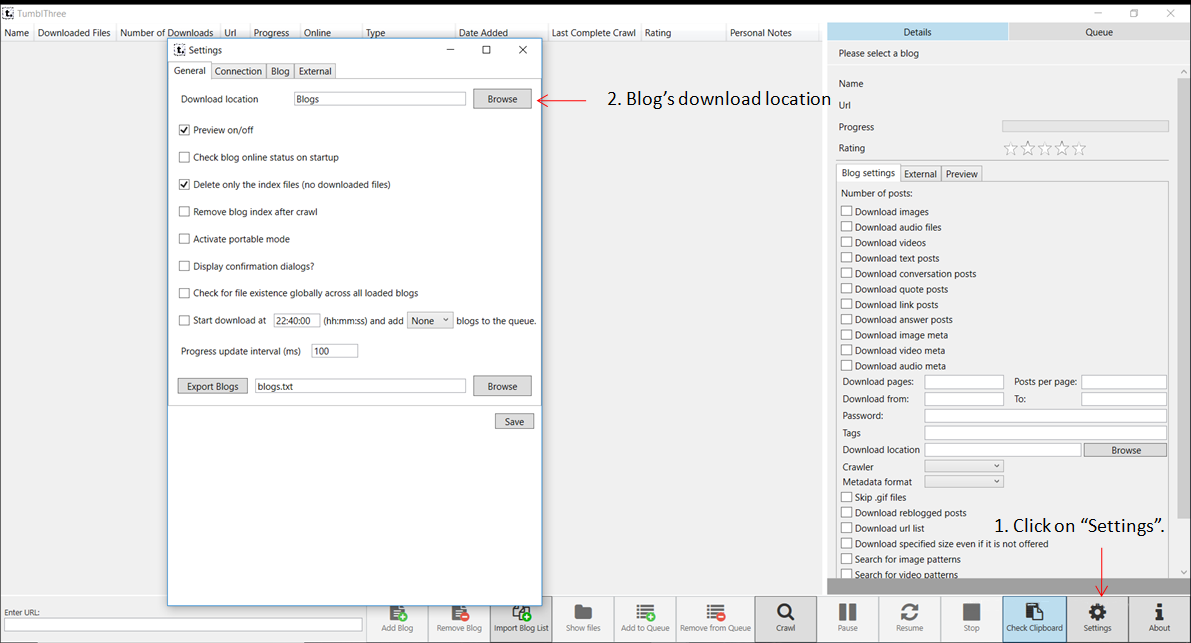 TumblThree
Name Downloaded Files Number of Downloads Url Progress Online Type Date Added Last Complete Crawl Rating Personal Notes
Settings
General Connection Blog External
Download location Blogs Browse
2. Blog's download location
Preview on/off
Check blog online status on startup
Delete only the index files (no downloaded files)
Remove blog index after crawl
Activate portable mode
Display confirmation dialogs?
Check for file existence globally across all loaded blogs
Start download at 22:40:00 (hh:mm:ss) and add None blogs to the queue.
Progress update interval (ms) 100
Export Blogs blogs.txt Browse
Save
Details Queue
Please select a blog
Name
Url
Progress
Rating
Blog settings External Preview
Number of posts:
Download images
Download audio files
Download videos
Download text posts
Download conversation posts
Download quote posts
Download link posts
Download answer posts
Download image meta
Download video meta
Download audio meta
Download pages: Posts per page:
Download from: To:
Password:
Tags
Download location Browse
Crawler
Metadata format
Skip .gif files
Download reblogged posts
Download url list
1. Click on “Settings”.
Download specified size even if it is not offered
Search for image patterns
Search for video patterns
Enter URL:
Add Blog Remove Blog Import Blog List Show files Add to Queue Remove from Queue Crawl Pause Resume Stop Check Clipboard Settings About